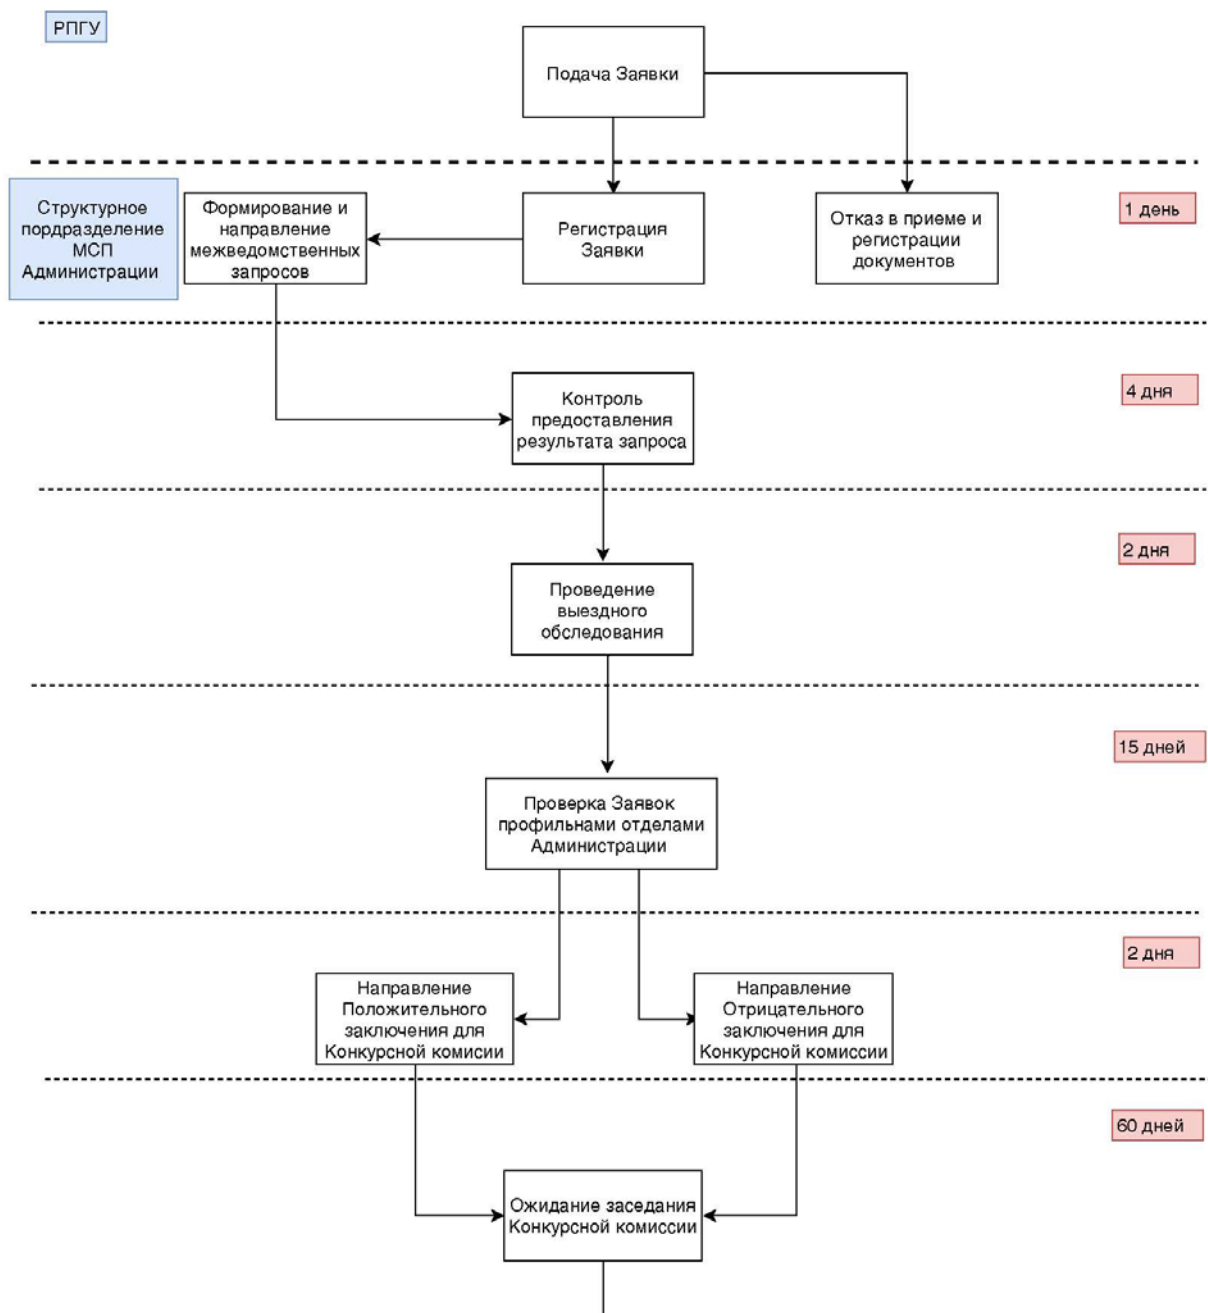 РПГУ
Подача Заявки
Структурное
пордразделение
МСП
Администрации
Формирование и
направление
межведомственных
запросов
Регистрация
Заявки
Отказ в приеме и
регистрации
документов
1 день
Контроль
предоставления
результата запроса
4 дня
2 дня
Проведение
выездного
обследования
15 дней
Проверка Заявок
профильнами отделами
Администрации
2 дня
Направление
Положительного
заключения для
Конкурсной комисии
Направление
Отрицательного
заключения для
Конкурсной комиссии
60 дней
Ожидание заседания
Конкурсной комиссии